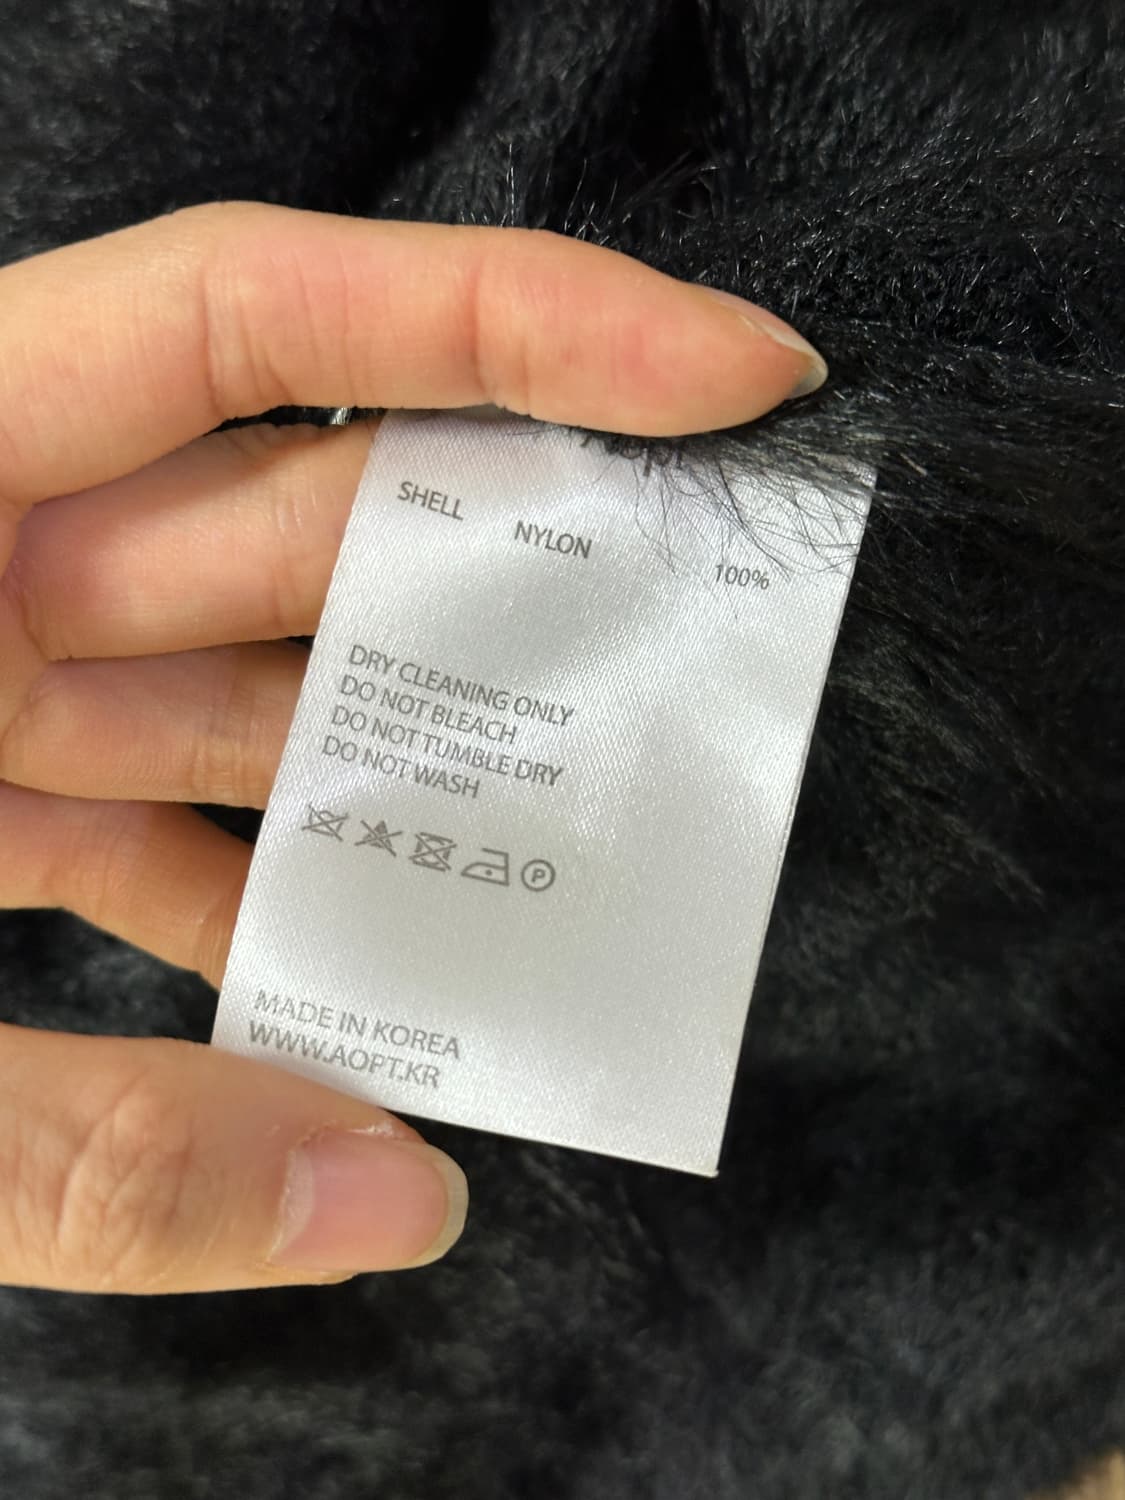 SHELL NYLON 100%
DRY CLEANING ONLY
DO NOT BLEACH
DO NOT TUMBLE DRY
DO NOT WASH
P
MADE IN KOREA
WWW.AOPT.KR